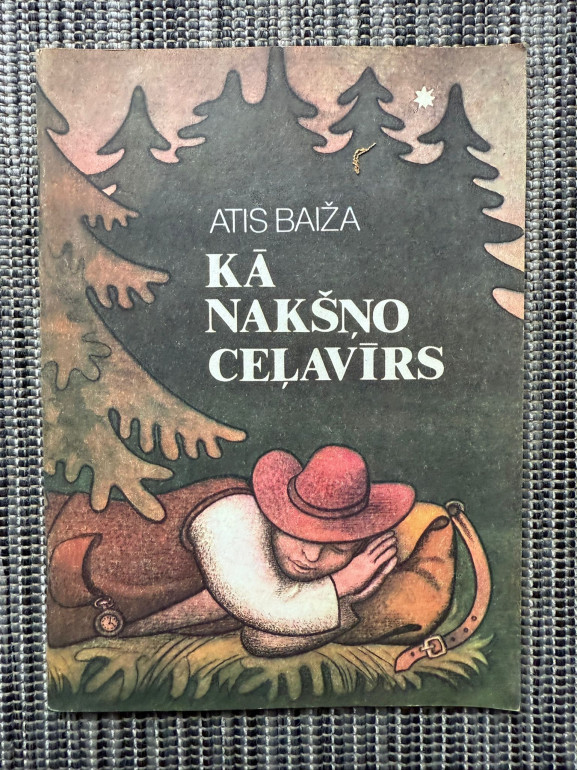 ATIS BAIŽA
KĀ
NAKŠŅO
CEĻAVĪRS